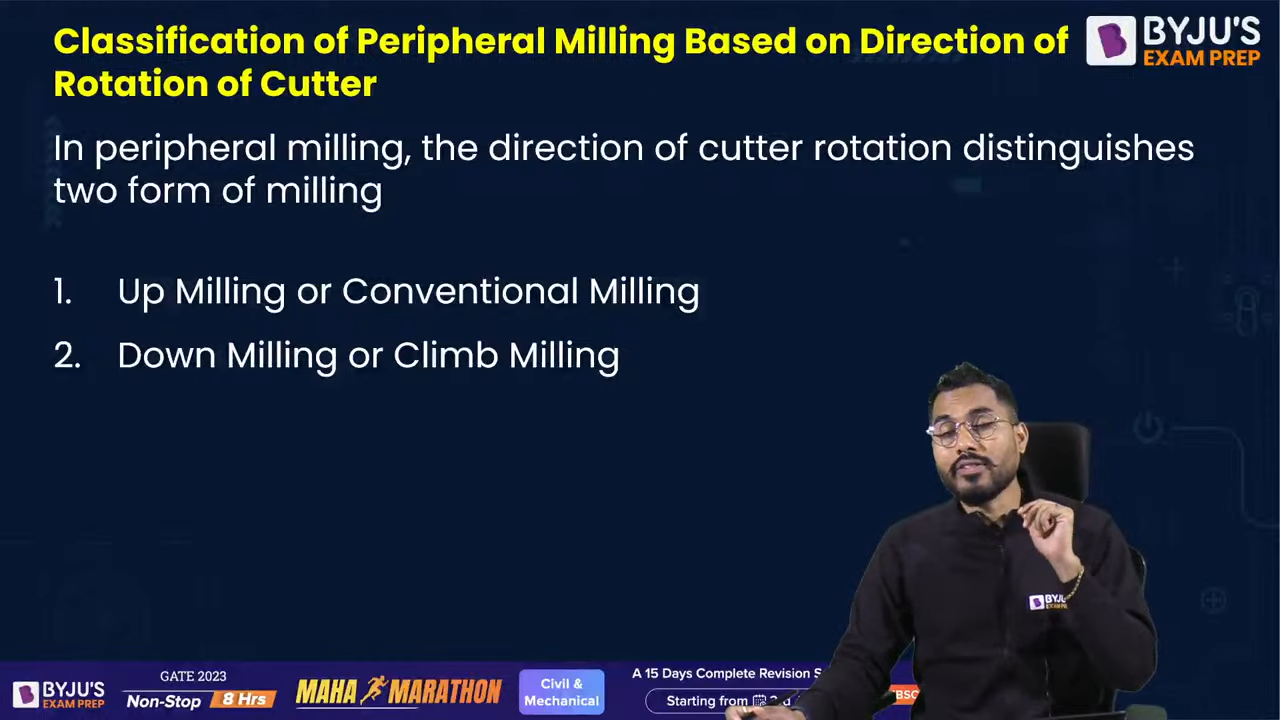 Classification of Peripheral Milling Based on Direction of
Rotation of Cutter
BYJU'S
EXAM PREP
In peripheral milling, the direction of cutter rotation distinguishes
two form of milling
1. Up Milling or Conventional Milling
2. Down Milling or Climb Milling
BYJU'S
EXAM PREP
GATE 2023
Non-Stop 8 Hrs
MAHA MARATHON
Civil &
Mechanical
A 15 Days Complete Revision
Starting from